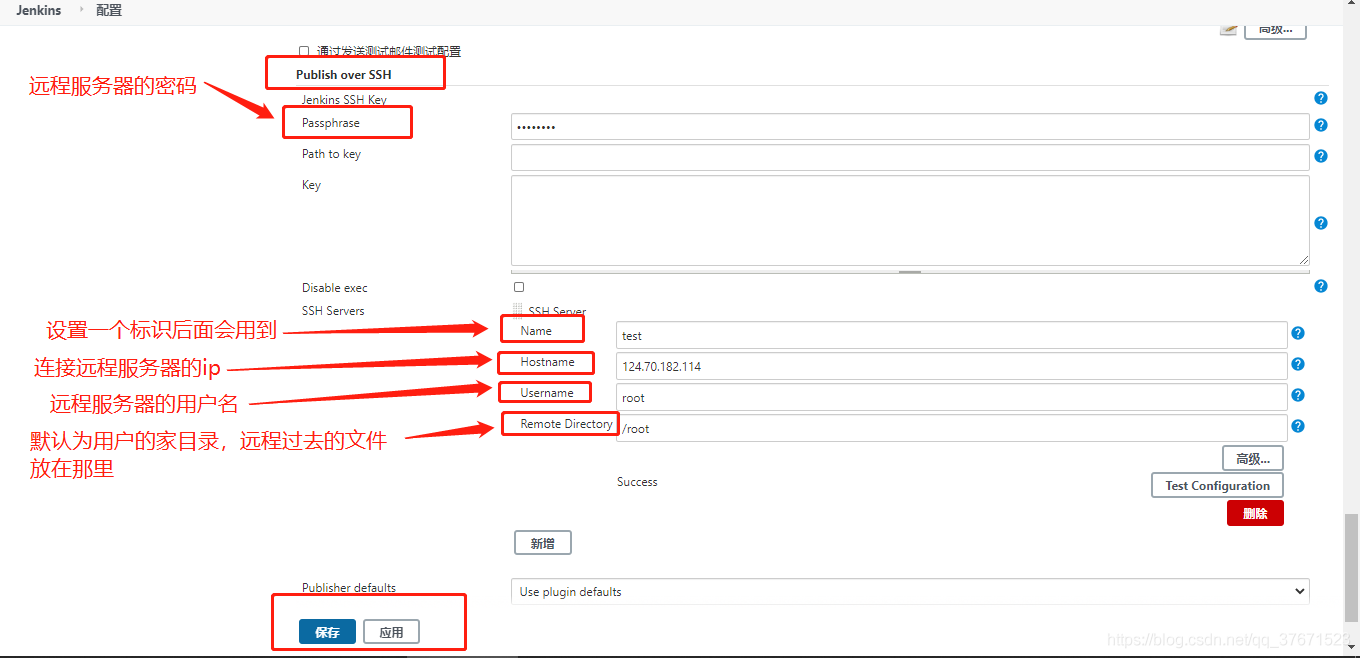 Jenkins › 配置
高级...
通过发送测试邮件测试配置
Publish over SSH
远程服务器的密码
Jenkins SSH Key
Passphrase ••••••••
Path to key
Key
Disable exec
SSH Servers SSH Server
设置一个标识后面会用到 Name test
连接远程服务器的ip Hostname 124.70.182.114
远程服务器的用户名 Username root
默认为用户的家目录，远程过去的文件 Remote Directory /root
放在那里
高级...
Success Test Configuration
删除
新增
Publisher defaults Use plugin defaults
保存 应用
https://blog.csdn.net/qq_37671523